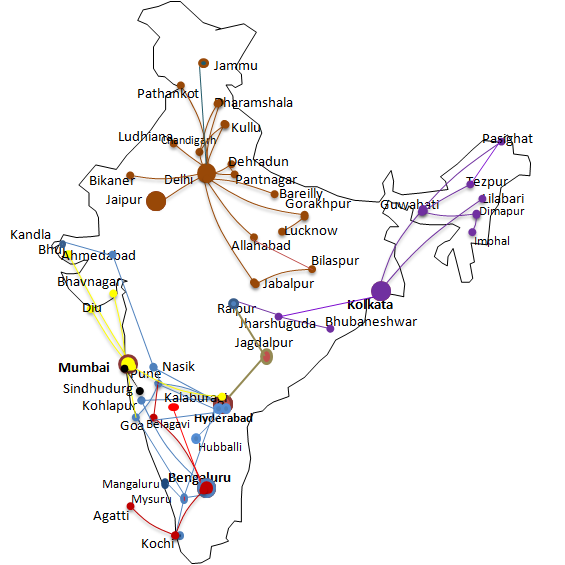 Jammu
Pathankot
Dharamshala
Kullu
Ludhiana
Chandigarh
Pasighat
Dehradun
Delhi
Pantnagar
Bikaner
Tezpur
Bareilly
Jaipur
Lilabari
Gorakhpur
Guwahati
Dimapur
Lucknow
Kandla
Imphal
Allahabad
Bhuj
Ahmedabad
Bilaspur
Bhavnagar
Jabalpur
Kolkata
Diu
Raipur
Jharshuguda
Bhubaneshwar
Jagdalpur
Mumbai
Nasik
Pune
Sindhudurg
Kalaburagi
Kohlapur
Hyderabad
Goa
Belagavi
Hubballi
Bengaluru
Mangaluru
Mysuru
Agatti
Kochi